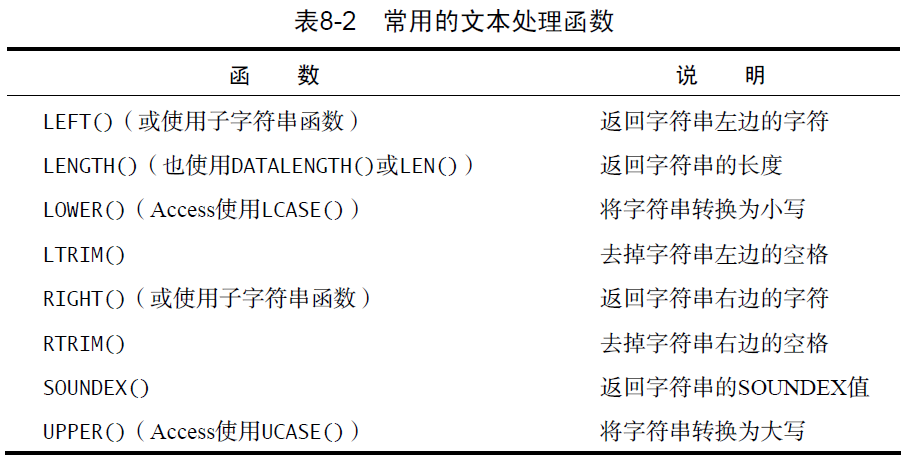 表8-2 常用的文本处理函数
函 数 说 明
LEFT()（或使用子字符串函数） 返回字符串左边的字符
LENGTH()（也使用DATALENGTH()或LEN()） 返回字符串的长度
LOWER()（Access使用LCASE()） 将字符串转换为小写
LTRIM() 去掉字符串左边的空格
RIGHT()（或使用子字符串函数） 返回字符串右边的字符
RTRIM() 去掉字符串右边的空格
SOUNDEX() 返回字符串的SOUNDEX值
UPPER()（Access使用UCASE()） 将字符串转换为大写